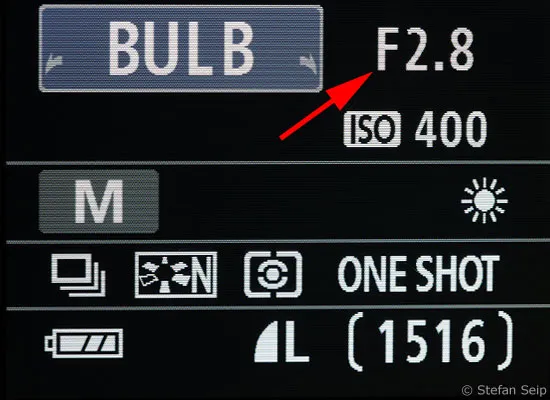 BULB F2.8
ISO 400
M
N ONE SHOT
L (1516)
© Stefan Seip